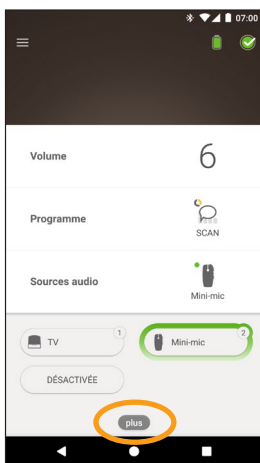 07:00
Volume
6
Programme
SCAN
Sources audio
Mini-mic
TV
1
Mini-mic
2
DÉSACTIVÉE
plus